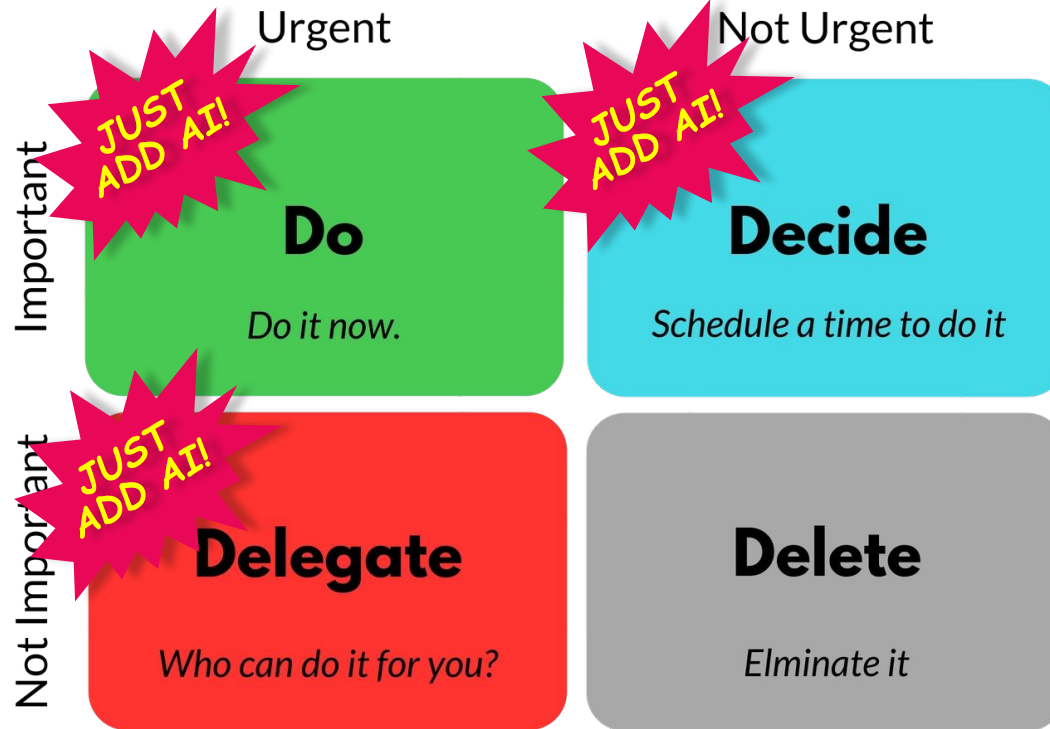 Urgent
Not Urgent
JUST
ADD AI!
JUST
ADD AI!
Important
Do
Decide
Do it now.
Schedule a time to do it
JUST
ADD AI!
Not Important
Delegate
Delete
Who can do it for you?
Elminate it